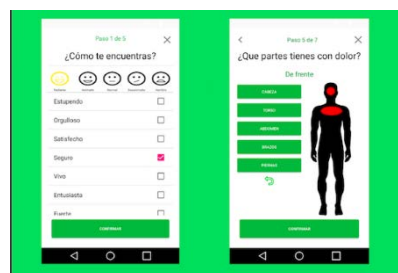 Paso 1 de 5
¿Cómo te encuentras?
Estupendo
Orgulloso
Satisfecho
Seguro
Vivo
Entusiasta
Fuerte
CONFIRMAR
Paso 5 de 7
¿Que partes tienes con dolor?
De frente
CABEZA
TORSO
ABDOMEN
BRAZOS
PIERNAS
CONFIRMAR